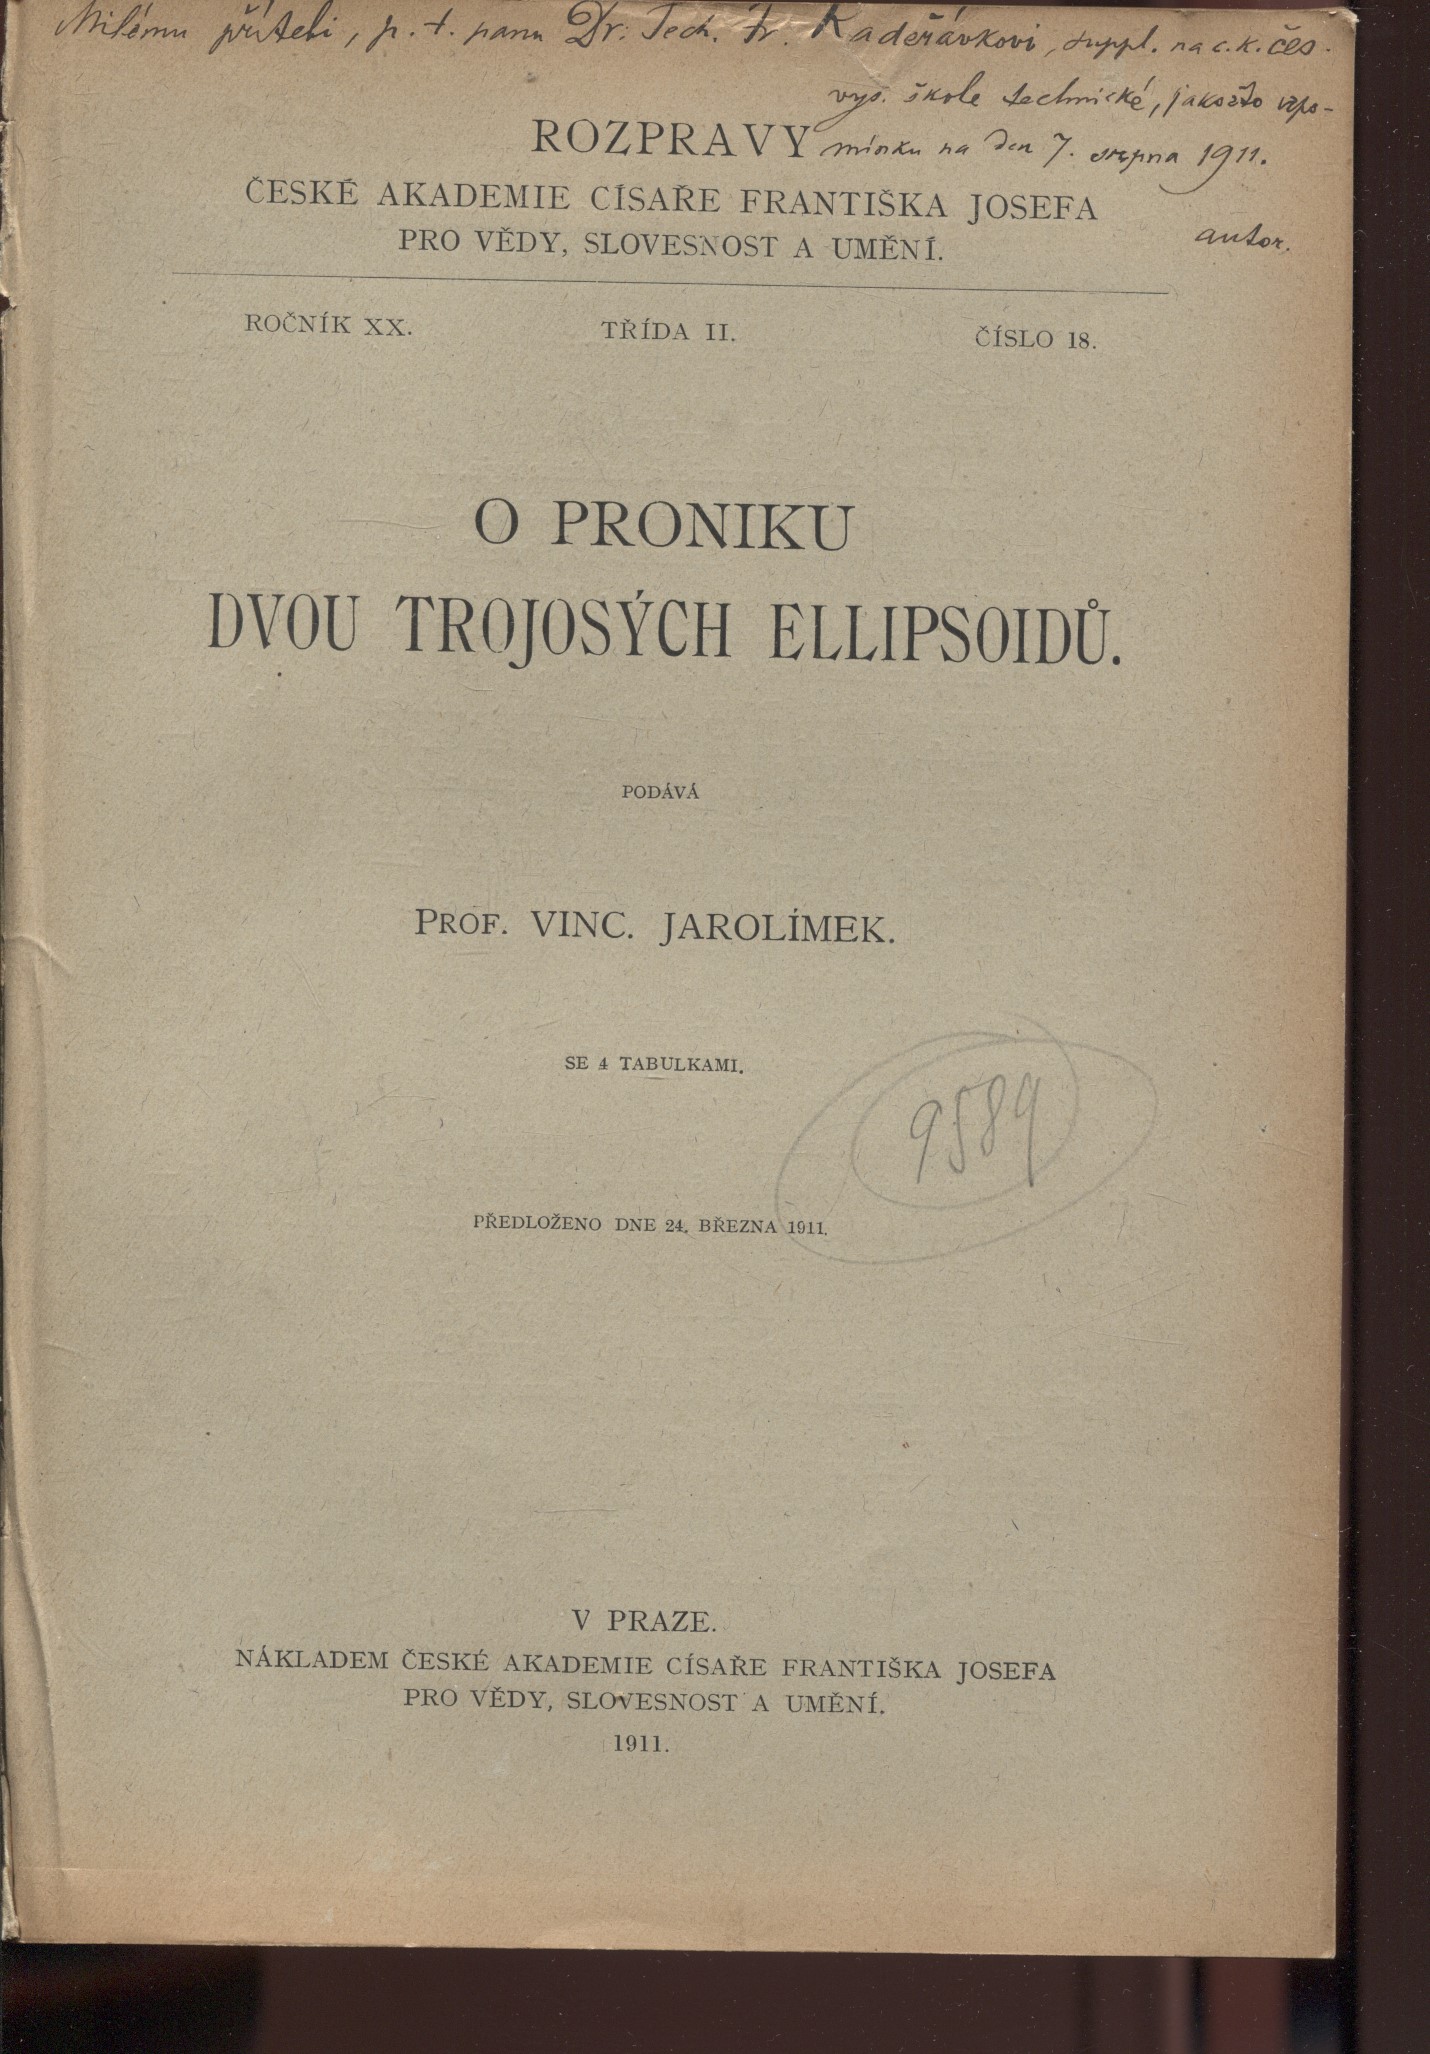 Milému příteli, p. t. panu Dr. Tech. Fr. Kadeřávkovi, suppl. na c. k. čes.
vys. škole technické, jakožto vzpo-
mínku na den 7. srpna 1911.
autor.
ROZPRAVY
ČESKÉ AKADEMIE CÍSAŘE FRANTIŠKA JOSEFA
PRO VĚDY, SLOVESNOST A UMĚNÍ.
ROČNÍK XX. TŘÍDA II. ČÍSLO 18.
O PRONIKU
DVOU TROJOSÝCH ELLIPSOIDŮ.
PODÁVÁ
PROF. VINC. JAROLÍMEK.
SE 4 TABULKAMI.
9589
PŘEDLOŽENO DNE 24. BŘEZNA 1911.
V PRAZE.
NÁKLADEM ČESKÉ AKADEMIE CÍSAŘE FRANTIŠKA JOSEFA
PRO VĚDY, SLOVESNOST A UMĚNÍ.
1911.